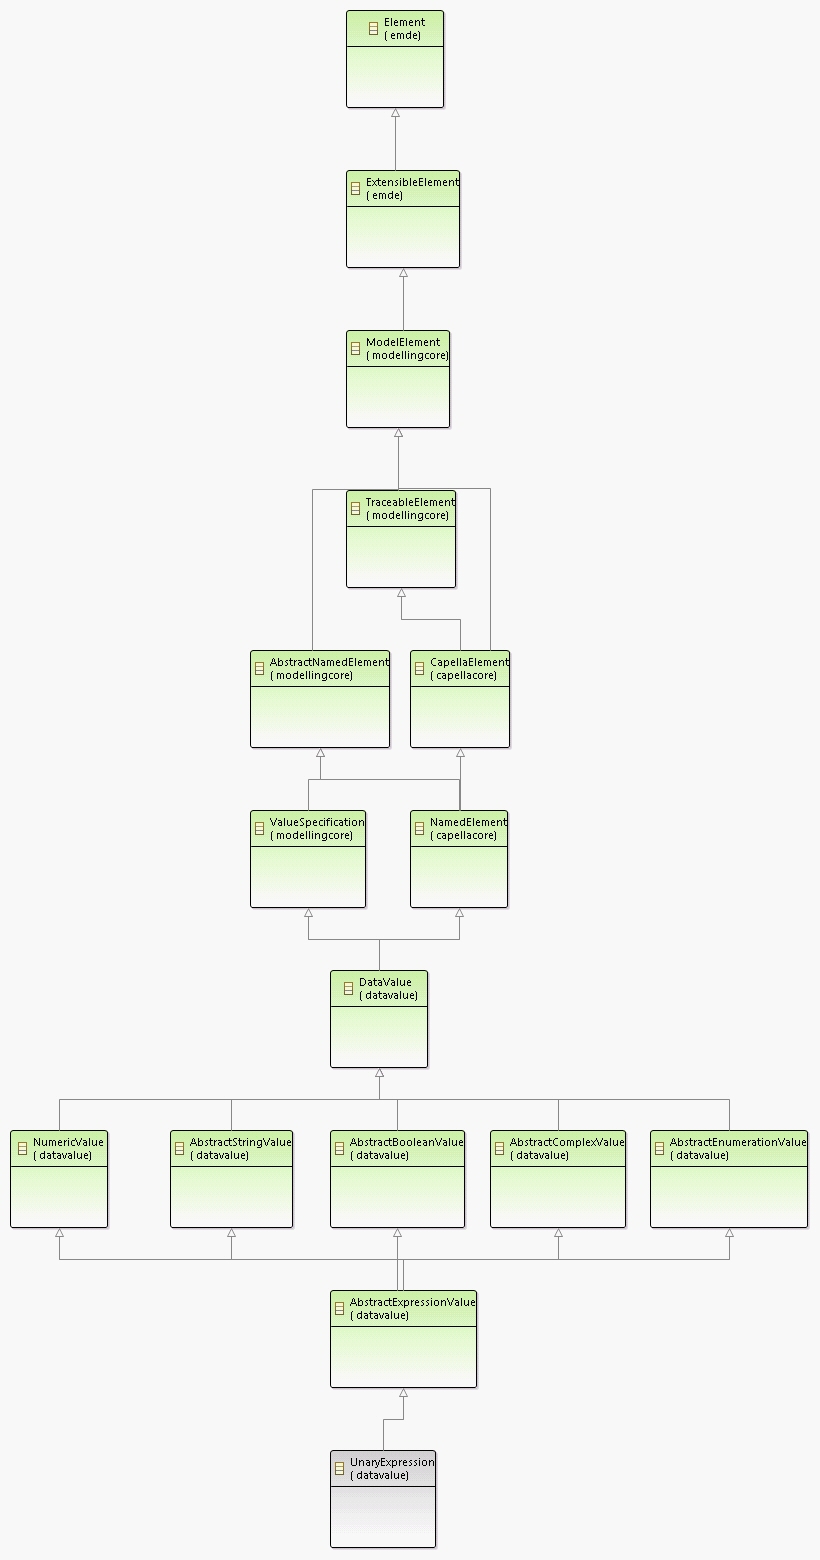 Element
( emde)
ExtensibleElement
( emde)
ModelElement
( modellingcore)
TraceableElement
( modellingcore)
AbstractNamedElement
( modellingcore)
CapellaElement
( capellacore)
ValueSpecification
( modellingcore)
NamedElement
( capellacore)
DataValue
( datavalue)
NumericValue
( datavalue)
AbstractStringValue
( datavalue)
AbstractBooleanValue
( datavalue)
AbstractComplexValue
( datavalue)
AbstractEnumerationValue
( datavalue)
AbstractExpressionValue
( datavalue)
UnaryExpression
( datavalue)